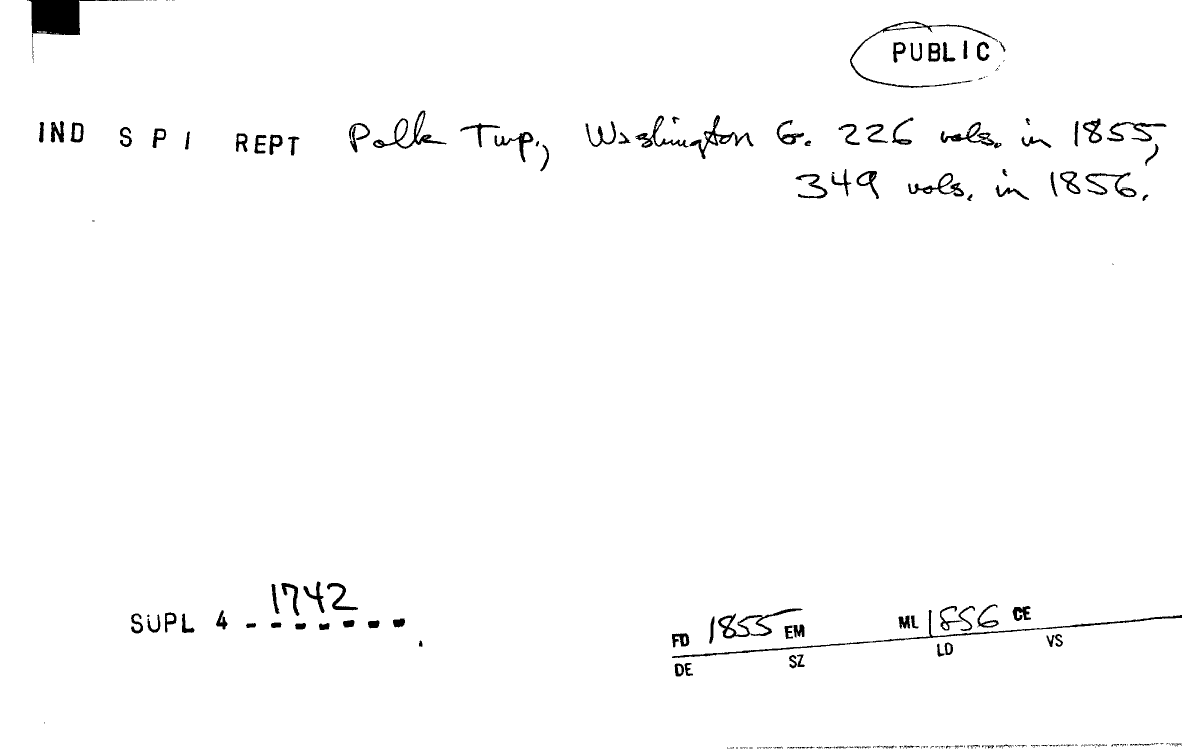 PUBLIC
IND S P I REPT Polk Twp., Washington Co. 226 vols. in 1855,
349 vols. in 1856.
1742
SUPL 4 - - - - - - -
FD 1855 EM ML 1856 CE
DE SZ LD VS